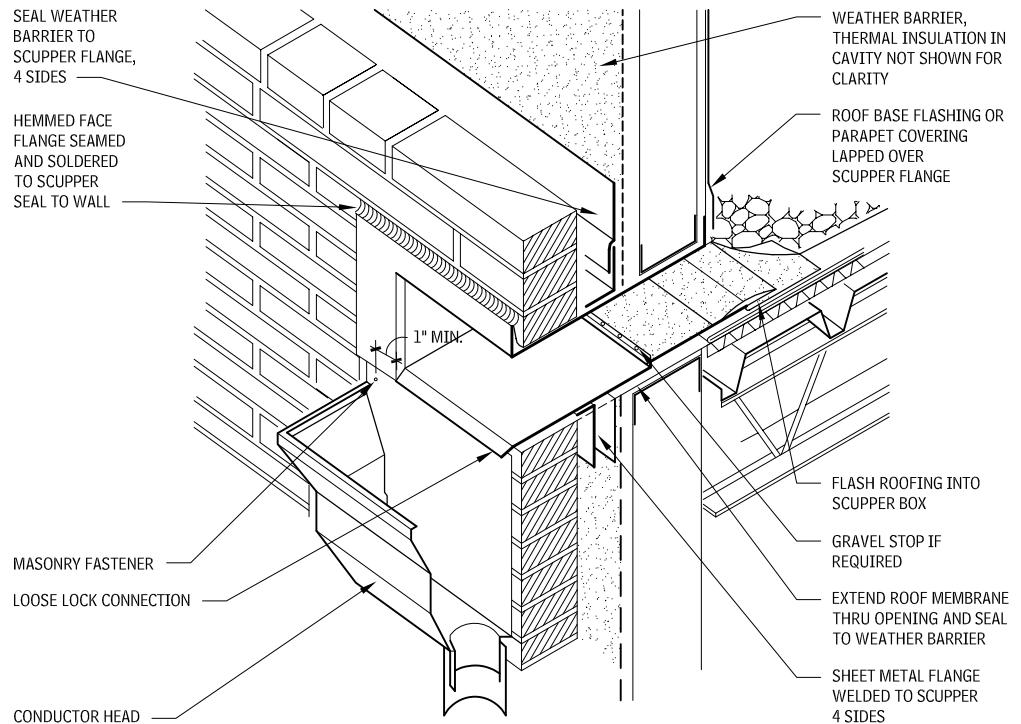 SEAL WEATHER
BARRIER TO
SCUPPER FLANGE,
4 SIDES
HEMMED FACE
FLANGE SEAMED
AND SOLDERED
TO SCUPPER
SEAL TO WALL
1" MIN.
MASONRY FASTENER
LOOSE LOCK CONNECTION
CONDUCTOR HEAD
WEATHER BARRIER,
THERMAL INSULATION IN
CAVITY NOT SHOWN FOR
CLARITY
ROOF BASE FLASHING OR
PARAPET COVERING
LAPPED OVER
SCUPPER FLANGE
FLASH ROOFING INTO
SCUPPER BOX
GRAVEL STOP IF
REQUIRED
EXTEND ROOF MEMBRANE
THRU OPENING AND SEAL
TO WEATHER BARRIER
SHEET METAL FLANGE
WELDED TO SCUPPER
4 SIDES